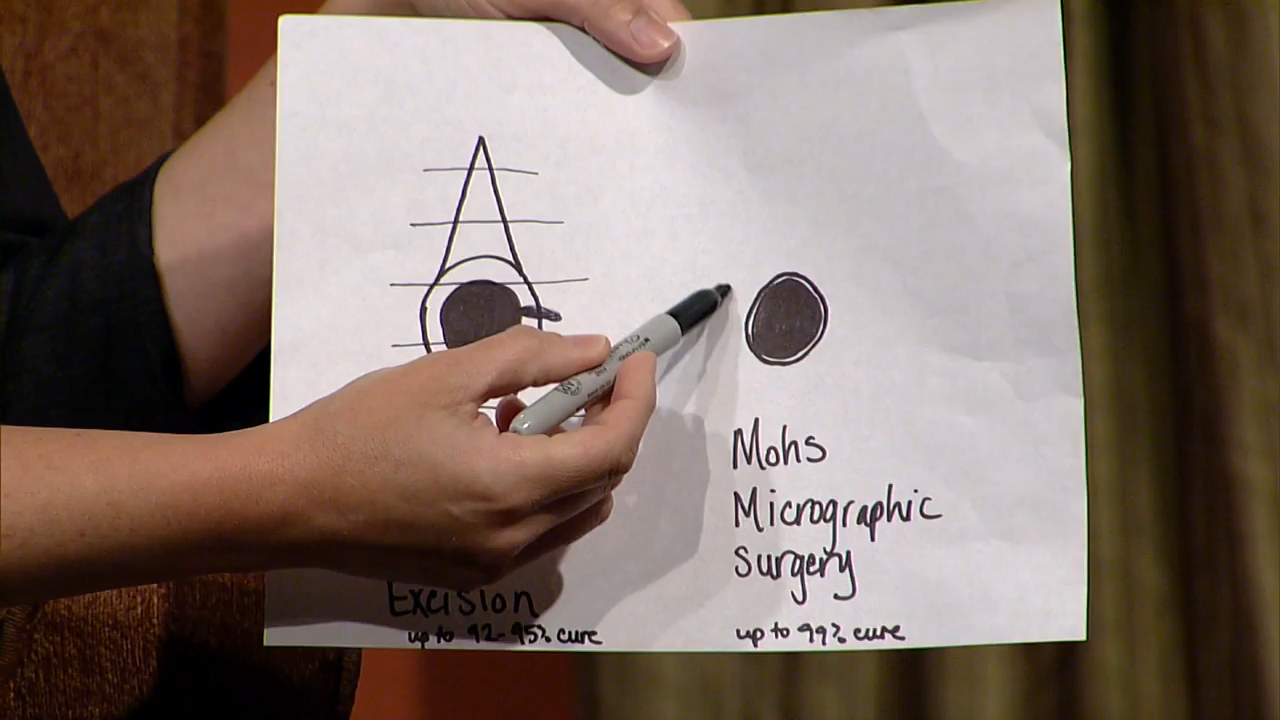 Excision
up to 92-95% cure
Mohs
Micrographic
Surgery
up to 99% cure